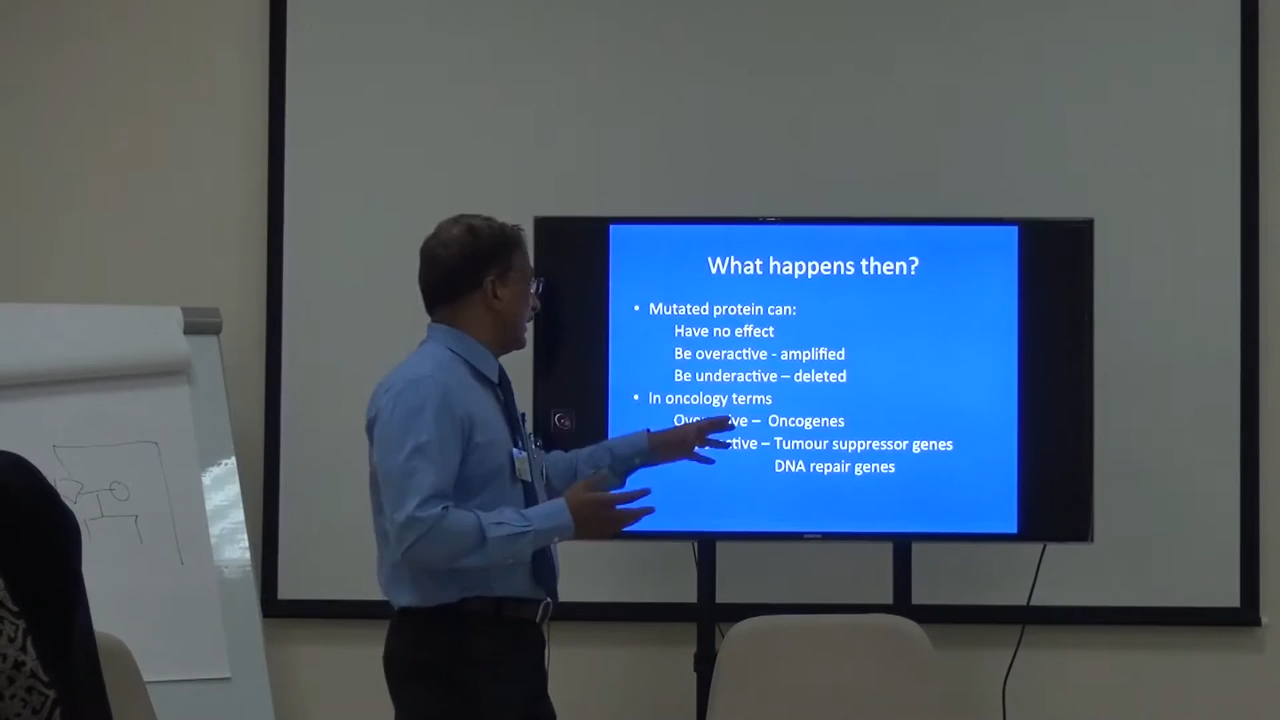 What happens then?
• Mutated protein can:
Have no effect
Be overactive - amplified
Be underactive – deleted
• In oncology terms
– Oncogenes
– Tumour suppressor genes
DNA repair genes